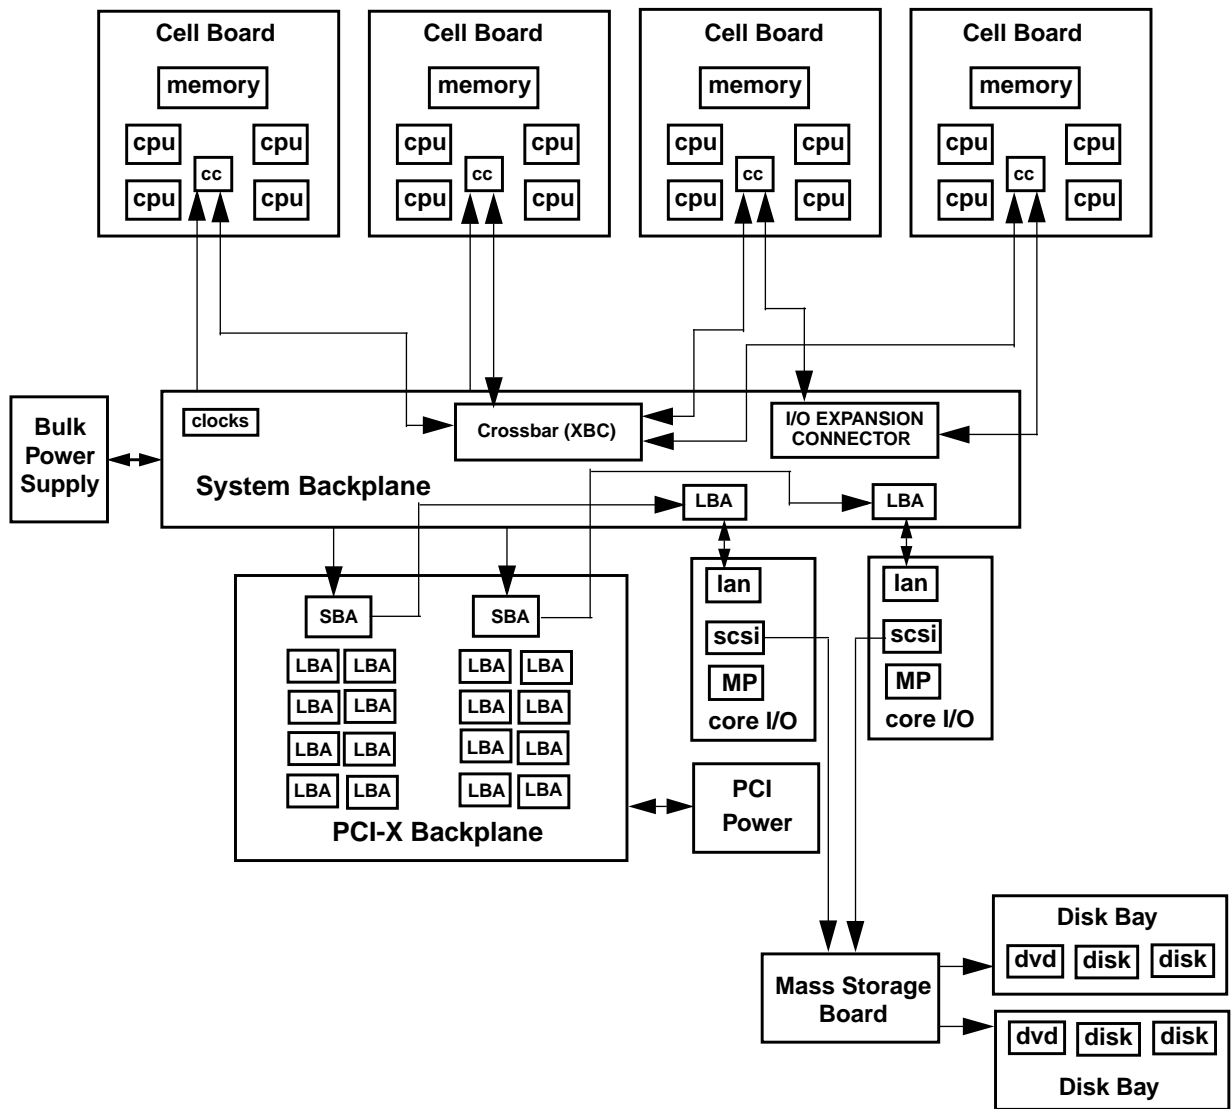 Cell Board
memory
cpu
cpu
cc
cpu
cpu
Cell Board
memory
cpu
cpu
cc
cpu
cpu
Cell Board
memory
cpu
cpu
cc
cpu
cpu
Cell Board
memory
cpu
cpu
cc
cpu
cpu
Bulk
Power
Supply
clocks
Crossbar (XBC)
I/O EXPANSION
CONNECTOR
System Backplane
LBA
LBA
SBA
SBA
LBA LBA
LBA LBA
LBA LBA
LBA LBA
LBA LBA
LBA LBA
LBA LBA
LBA LBA
PCI-X Backplane
lan
scsi
MP
core I/O
lan
scsi
MP
core I/O
PCI
Power
Mass Storage
Board
Disk Bay
dvd disk disk
dvd disk disk
Disk Bay